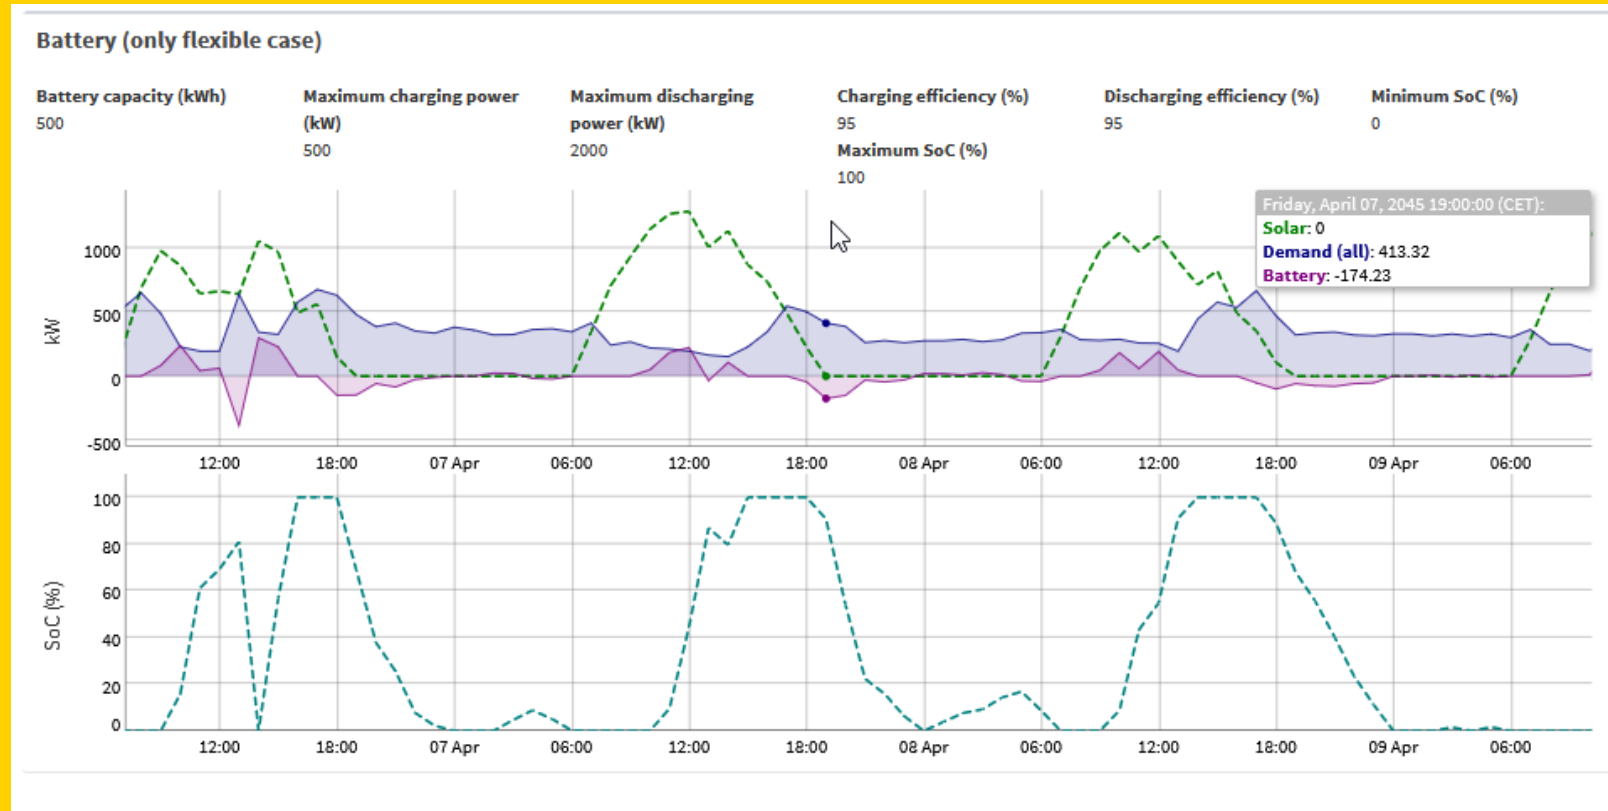 Battery (only flexible case)
Battery capacity (kWh)
500
Maximum charging power
(kW)
500
Maximum discharging
power (kW)
2000
Charging efficiency (%)
95
Maximum SoC (%)
100
Discharging efficiency (%)
95
Minimum SoC (%)
0
Friday, April 07, 2045 19:00:00 (CET):
Solar: 0
Demand (all): 413.32
Battery: -174.23
kW
1000
500
0
-500
12:00 18:00 07 Apr 06:00 12:00 18:00 08 Apr 06:00 12:00 18:00 09 Apr 06:00
SoC (%)
100
80
60
40
20
0
12:00 18:00 07 Apr 06:00 12:00 18:00 08 Apr 06:00 12:00 18:00 09 Apr 06:00